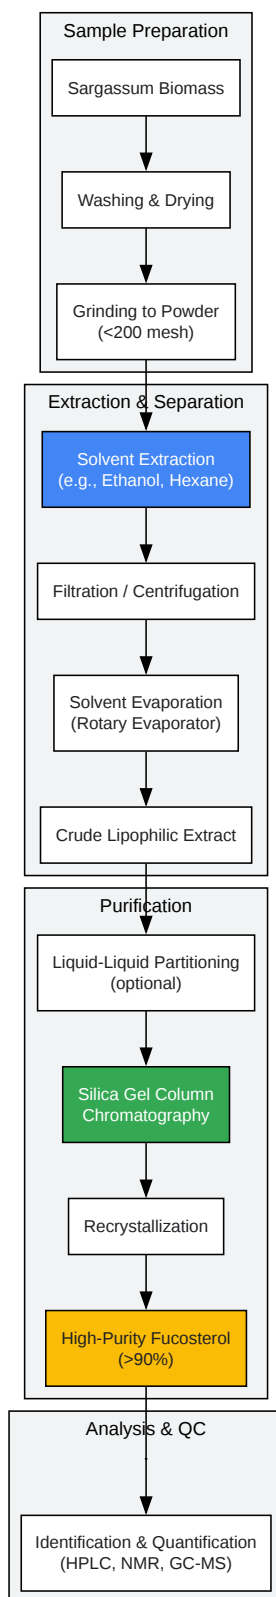 Sample Preparation
Sargassum Biomass
Washing & Drying
Grinding to Powder
(<200 mesh)
Extraction & Separation
Solvent Extraction
(e.g., Ethanol, Hexane)
Filtration / Centrifugation
Solvent Evaporation
(Rotary Evaporator)
Crude Lipophilic Extract
Purification
Liquid-Liquid Partitioning
(optional)
Silica Gel Column
Chromatography
Recrystallization
High-Purity Fucosterol
(>90%)
Analysis & QC
Identification & Quantification
(HPLC, NMR, GC-MS)